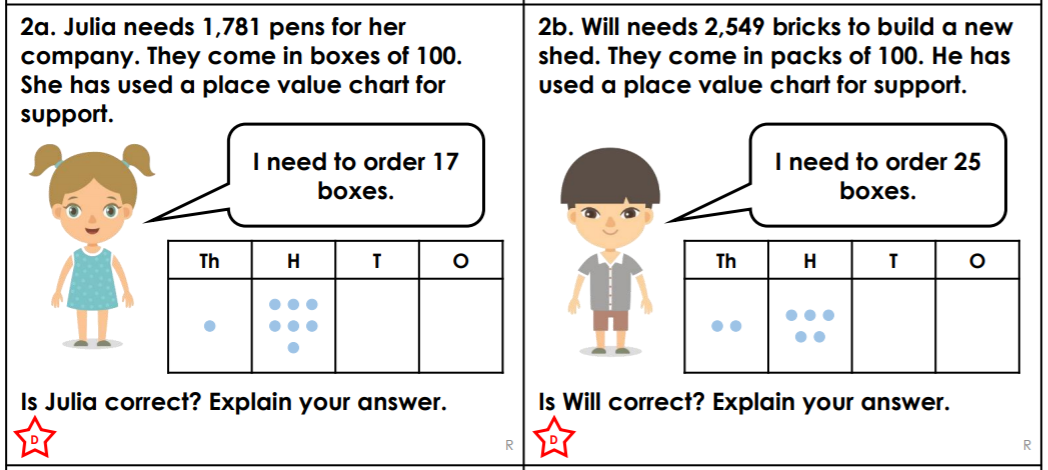 2a. Julia needs 1,781 pens for her
company. They come in boxes of 100.
She has used a place value chart for
support.
I need to order 17
boxes.
Th H T O
Is Julia correct? Explain your answer.
D
R
2b. Will needs 2,549 bricks to build a new
shed. They come in packs of 100. He has
used a place value chart for support.
I need to order 25
boxes.
Th H T O
Is Will correct? Explain your answer.
D
R